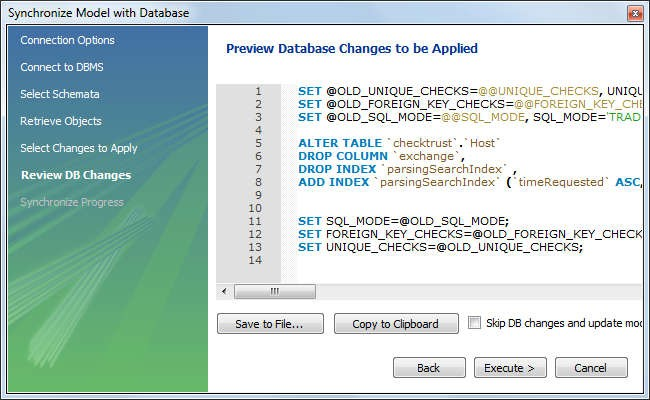 Synchronize Model with Database
Connection Options
Connect to DBMS
Select Schemata
Retrieve Objects
Select Changes to Apply
Review DB Changes
Synchronize Progress
Preview Database Changes to be Applied
1 SET @OLD_UNIQUE_CHECKS=@@UNIQUE_CHECKS, UNIQU
2 SET @OLD_FOREIGN_KEY_CHECKS=@@FOREIGN_KEY_CHE
3 SET @OLD_SQL_MODE=@@SQL_MODE, SQL_MODE='TRAD
4
5 ALTER TABLE `checktrust`.`Host`
6 DROP COLUMN `exchange`,
7 DROP INDEX `parsingSearchIndex` ,
8 ADD INDEX `parsingSearchIndex` (`timeRequested` ASC,
9
10
11 SET SQL_MODE=@OLD_SQL_MODE;
12 SET FOREIGN_KEY_CHECKS=@OLD_FOREIGN_KEY_CHECK
13 SET UNIQUE_CHECKS=@OLD_UNIQUE_CHECKS;
14
Save to File... Copy to Clipboard Skip DB changes and update mod
Back Execute > Cancel